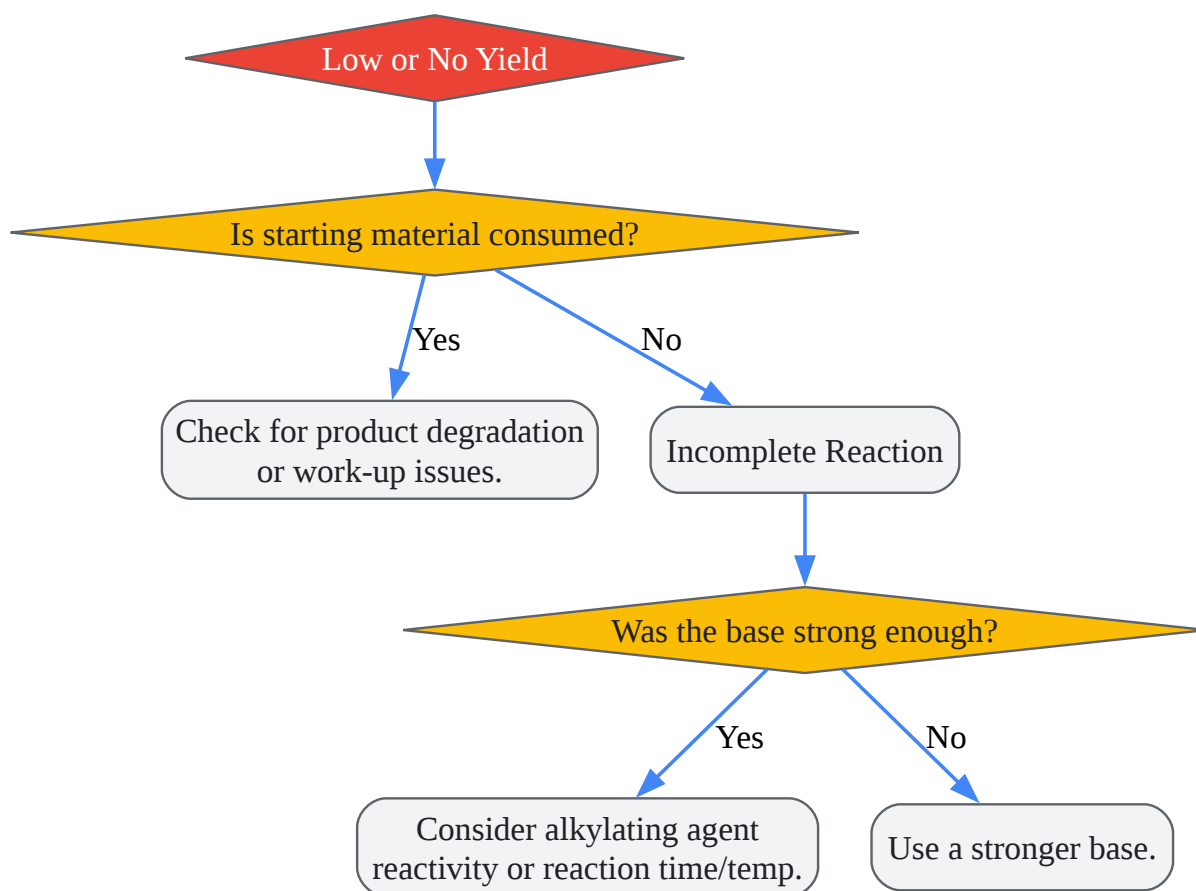 Low or No Yield
Is starting material consumed?
Yes
No
Check for product degradation
or work-up issues.
Incomplete Reaction
Was the base strong enough?
Yes
No
Consider alkylating agent
reactivity or reaction time/temp.
Use a stronger base.